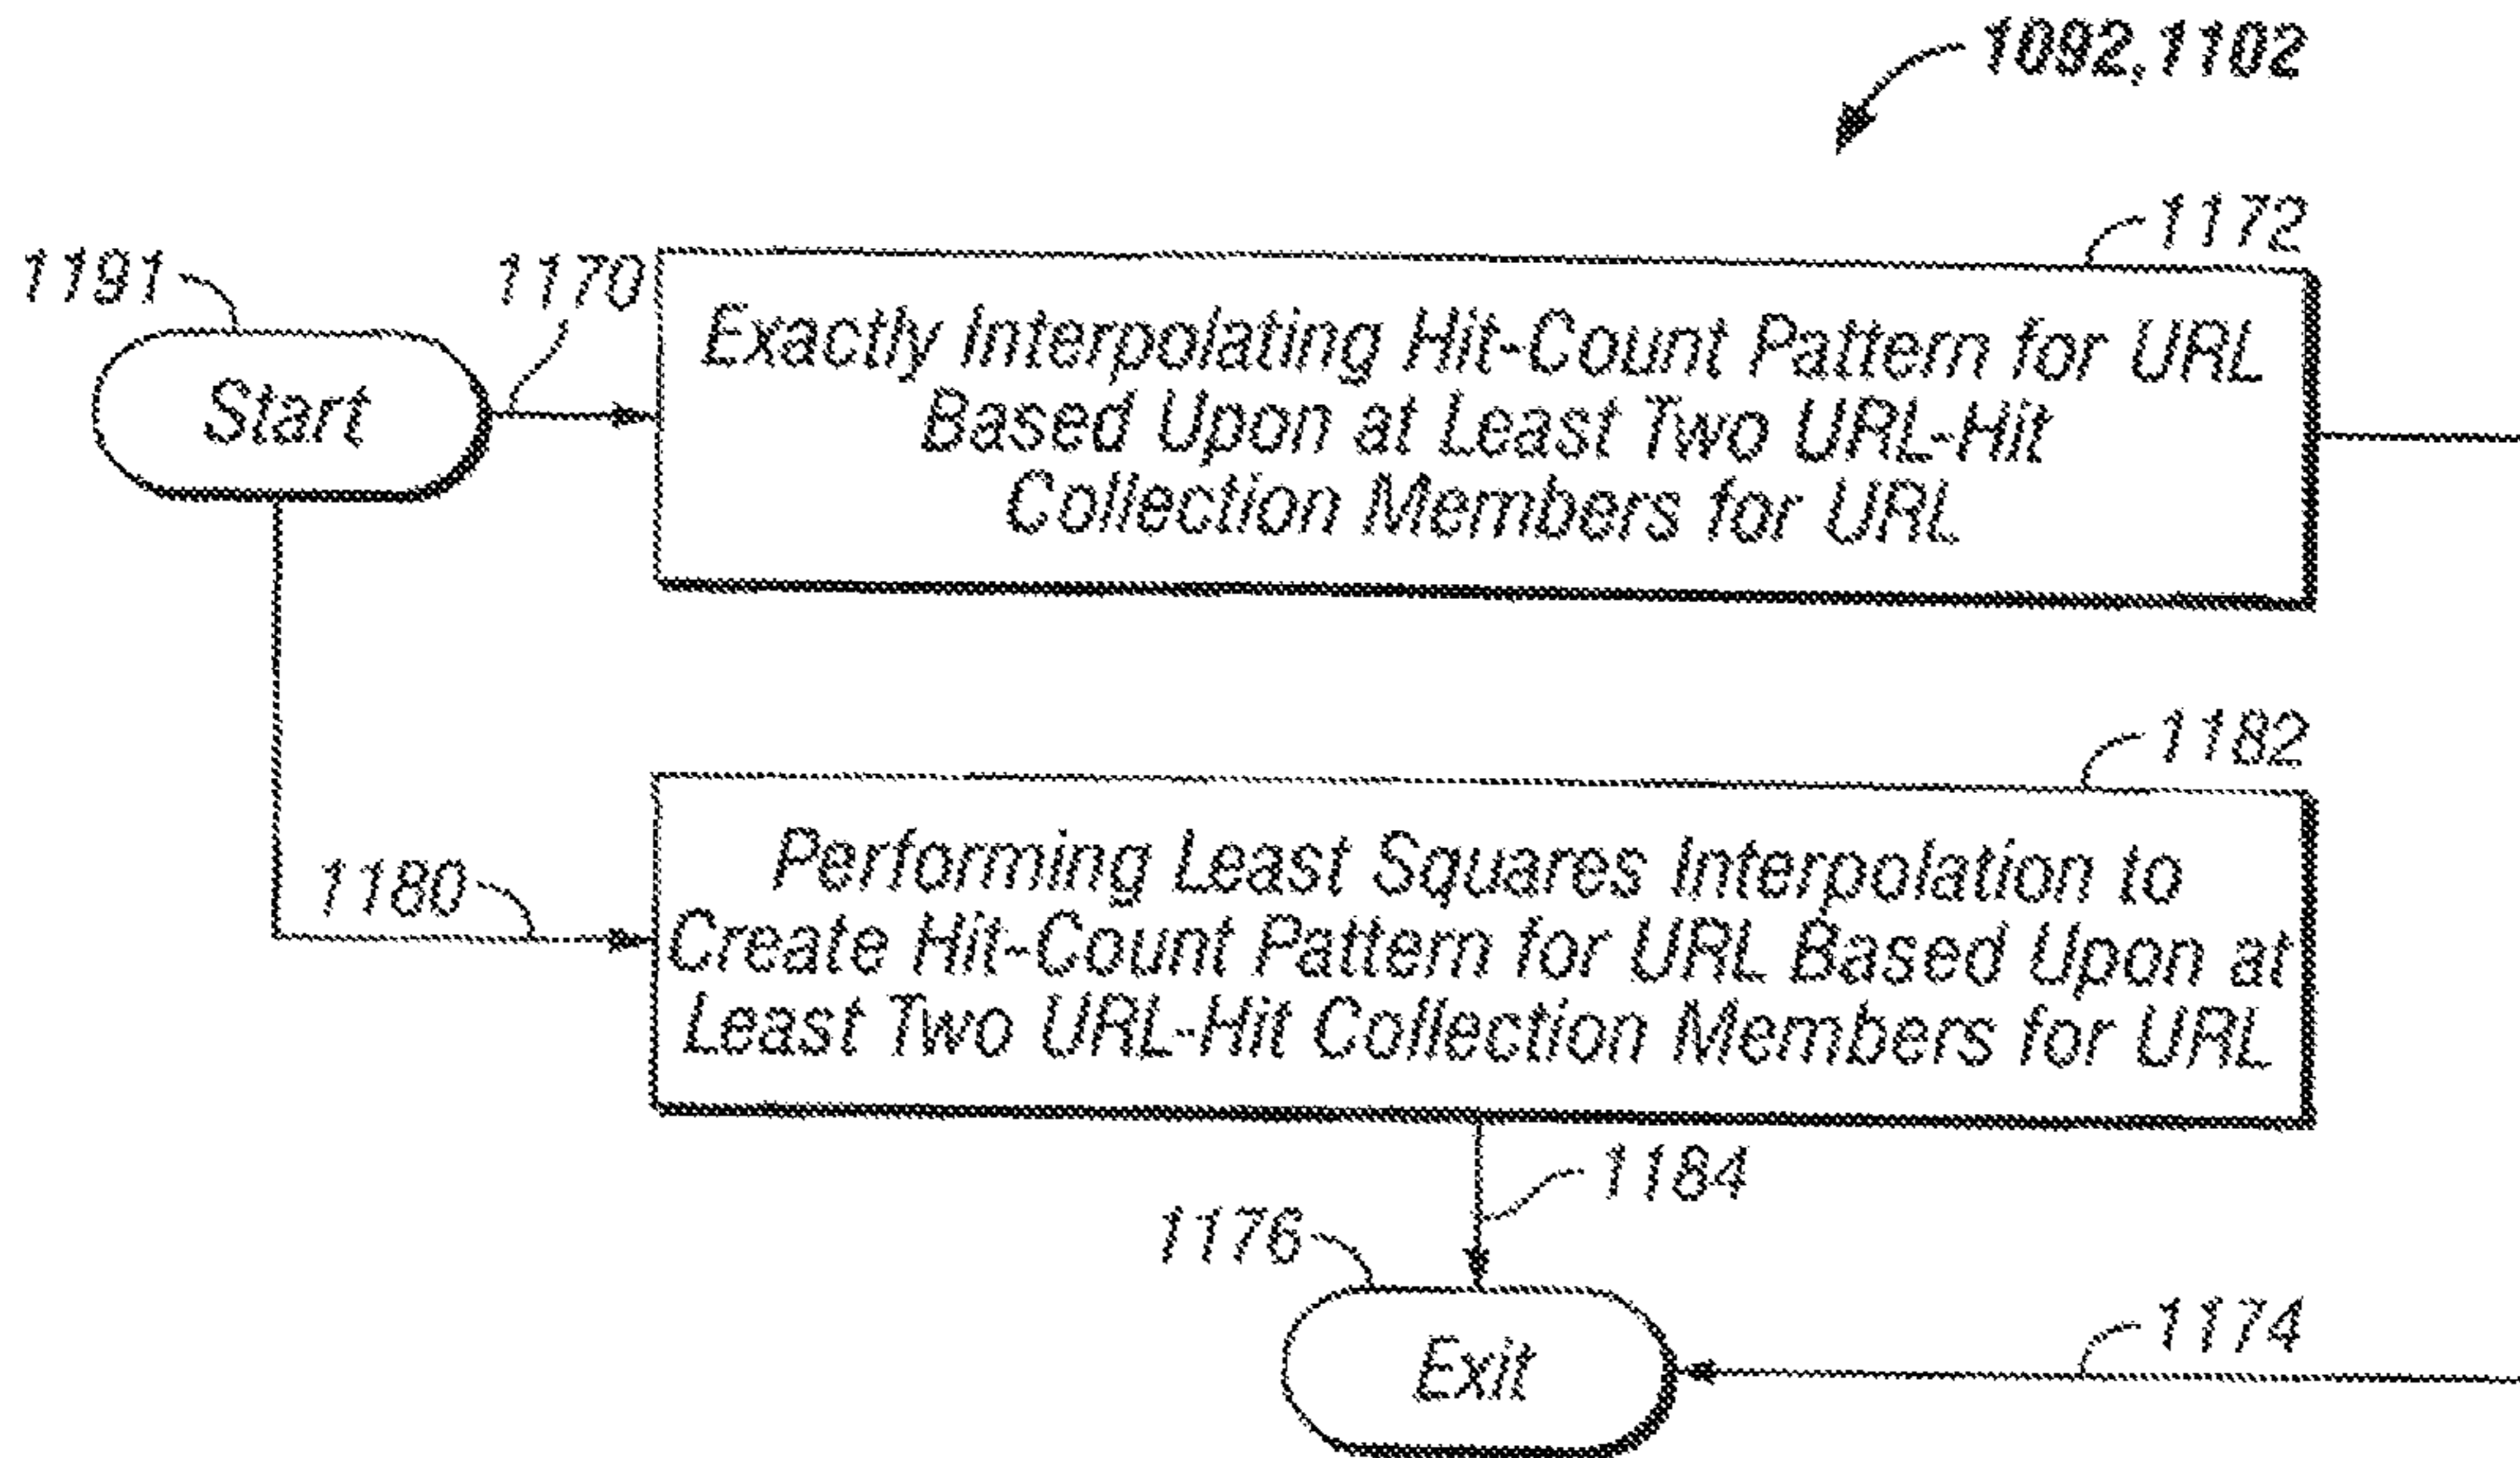 1092,1102
1172
1191
1170
Exactly Interpolating Hit-Count Pattern for URL
Based Upon at Least Two URL-Hit
Collection Members for URL
Start
1182
1180
Performing Least Squares Interpolation to
Create Hit-Count Pattern for URL Based Upon at
Least Two URL-Hit Collection Members for URL
1184
1176
1174
Exit